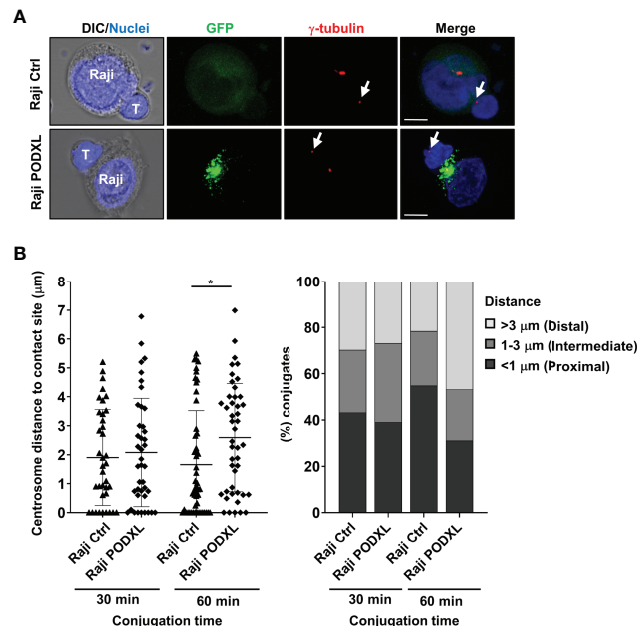 A
DIC/Nuclei GFP γ-tubulin Merge
Raji Ctrl
Raji
T
Raji PODXL
T
Raji
B
Centrosome distance to contact site (μm)
8
7
6
5
4
3
2
1
0
*
Raji Ctrl
Raji PODXL
Raji Ctrl
Raji PODXL
30 min
60 min
Conjugation time
(%) conjugates
100
80
60
40
20
0
Raji Ctrl
Raji PODXL
Raji Ctrl
Raji PODXL
30 min
60 min
Conjugation time
Distance
>3 μm (Distal)
1-3 μm (Intermediate)
<1 μm (Proximal)